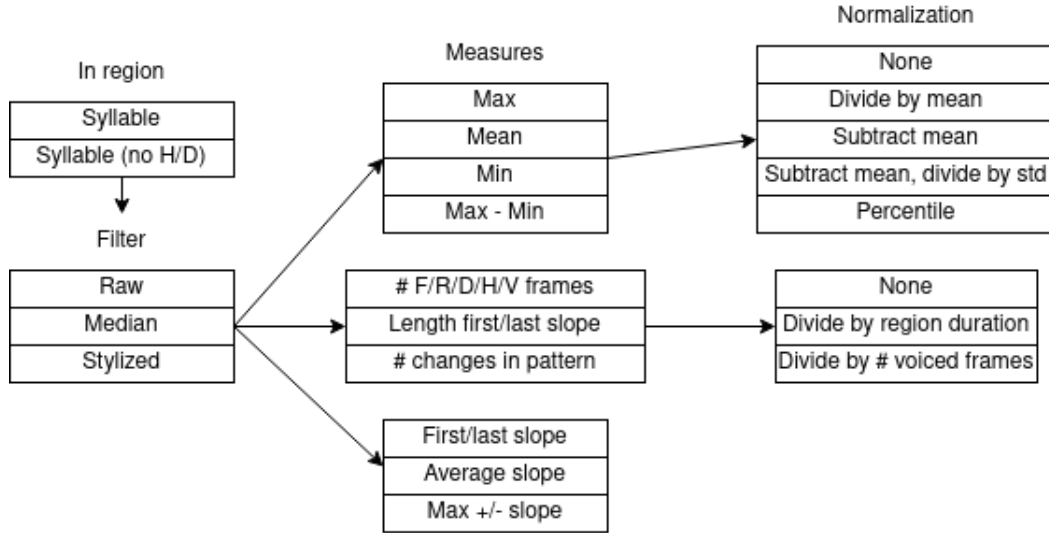 In region
Syllable
Syllable (no H/D)
Filter
Raw
Median
Stylized
Measures
Max
Mean
Min
Max - Min
# F/R/D/H/V frames
Length first/last slope
# changes in pattern
First/last slope
Average slope
Max +/- slope
Normalization
None
Divide by mean
Subtract mean
Subtract mean, divide by std
Percentile
None
Divide by region duration
Divide by # voiced frames